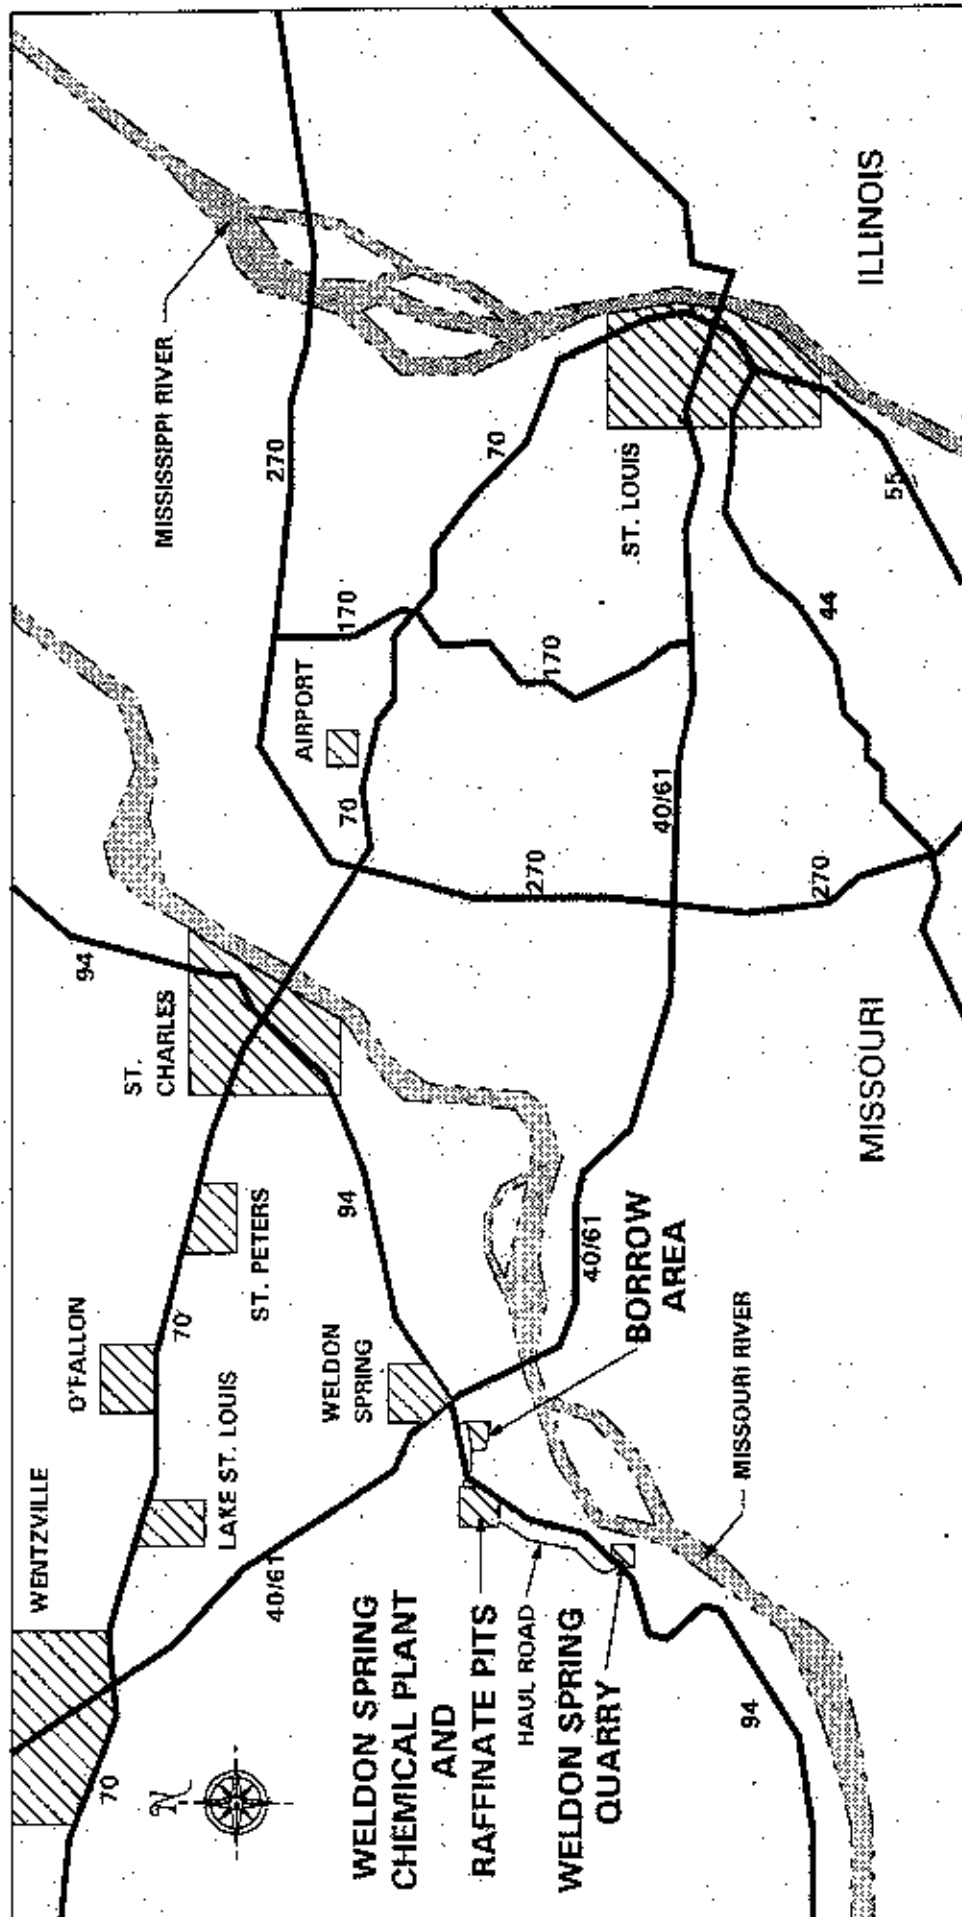 WENTZVILLE
O'FALLON
LAKE ST. LOUIS
ST. PETERS
ST.
CHARLES
94
70
70
40/61
N
WELDON
SPRING
94
AIRPORT
70
270
170
170
MISSISSIPPI RIVER
270
70
ST. LOUIS
40/61
40/61
270
44
55
ILLINOIS
MISSOURI
WELDON SPRING
CHEMICAL PLANT
AND
RAFFINATE PITS
HAUL ROAD
WELDON SPRING
QUARRY
BORROW
AREA
MISSOURI RIVER
94
270